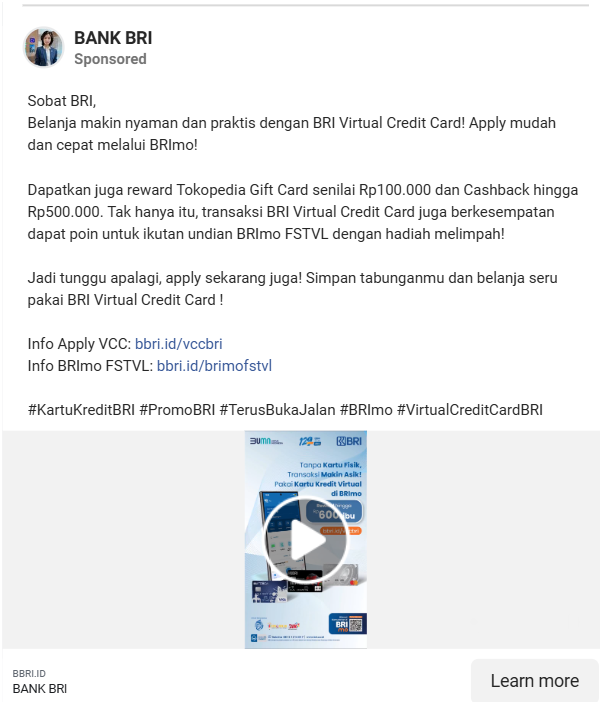 BANK BRI
Sponsored
Sobat BRI,
Belanja makin nyaman dan praktis dengan BRI Virtual Credit Card! Apply mudah
dan cepat melalui BRImo!
Dapatkan juga reward Tokopedia Gift Card senilai Rp100.000 dan Cashback hingga
Rp500.000. Tak hanya itu, transaksi BRI Virtual Credit Card juga berkesempatan
dapat poin untuk ikutan undian BRImo FSTVL dengan hadiah melimpah!
Jadi tunggu apalagi, apply sekarang juga! Simpan tabunganmu dan belanja seru
pakai BRI Virtual Credit Card !
Info Apply VCC: bbri.id/vccbri
Info BRImo FSTVL: bbri.id/brimofstvl
#KartuKreditBRI #PromoBRI #TerusBukaJalan #BRImo #VirtualCreditCardBRI
BUMN
BRI
Tanpa Kartu Fisik,
Transaksi Makin Asik!
Pakai Kartu Kredit Virtual
di BRImo
600
BRI
mo
BBRI.ID
BANK BRI
Learn more